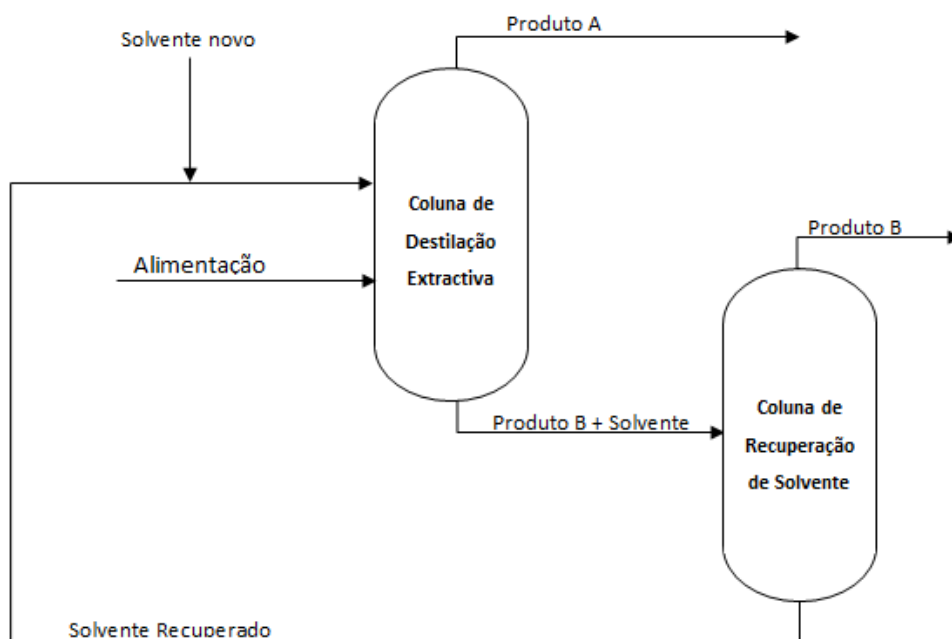 Produto A
Solvente novo
Coluna de
Destilação
Extractiva
Produto B
Alimentação
Produto B + Solvente
Coluna de
Recuperação
de Solvente
Solvente Recuperado